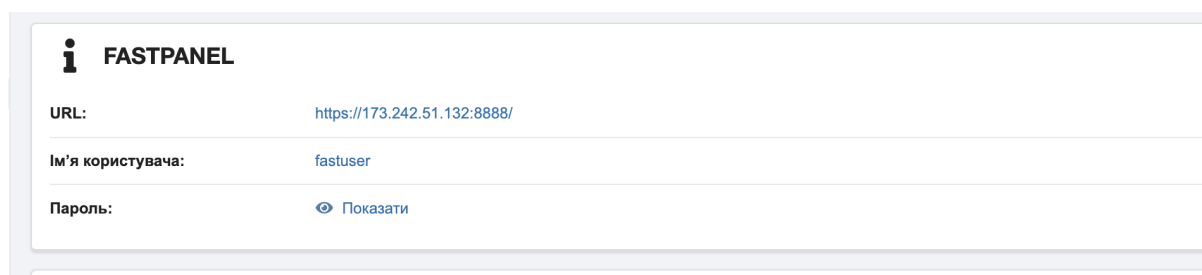 FASTPANEL
URL: https://173.242.51.132:8888/
Ім’я користувача: fastuser
Пароль: Показати